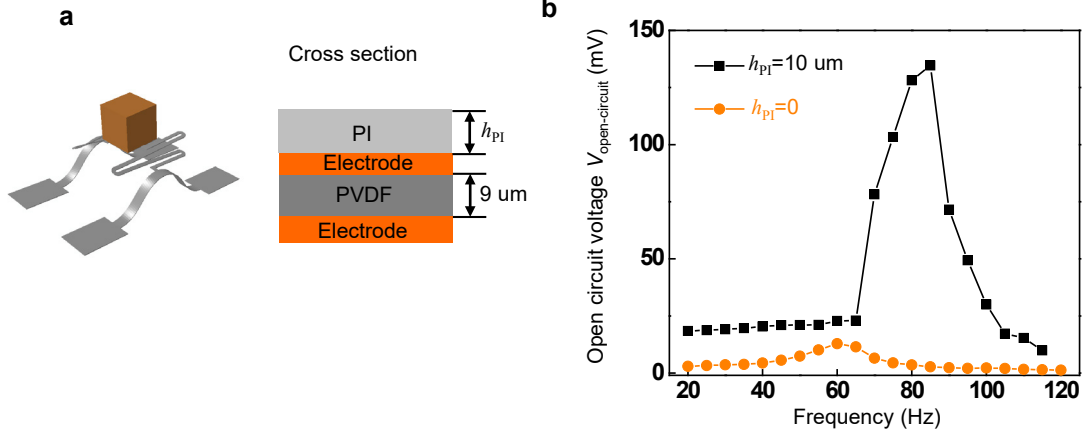 a
Cross section
PI
h_PI
Electrode
PVDF
9 um
Electrode
b
Open circuit voltage V_open-circuit (mV)
150
100
50
0
h_PI=10 um
h_PI=0
20 40 60 80 100 120
Frequency (Hz)